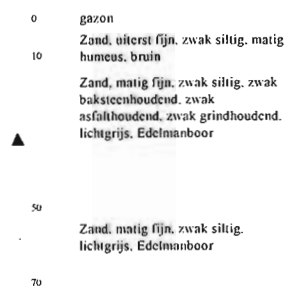 0 gazon
Zand, uiterst fijn, zwak siltig, matig
10 humeus, bruin
Zand, matig fijn, zwak siltig, zwak
baksteenhoudend, zwak
asfalthoudend, zwak grindhoudend,
lichtgrijs, Edelmanboor
50
Zand, matig fijn, zwak siltig,
lichtgrijs, Edelmanboor
70